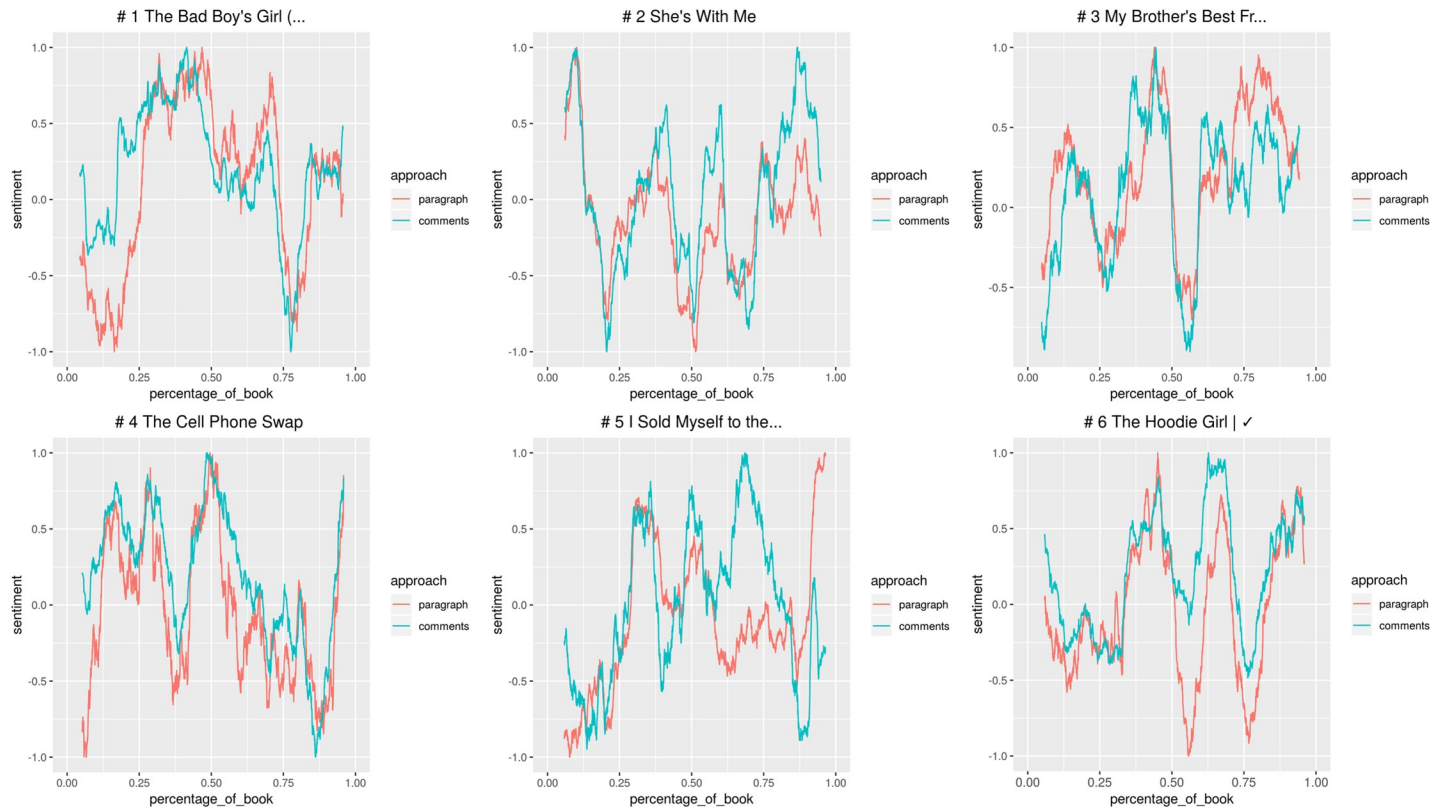 # 1 The Bad Boy's Girl (...
sentiment
1.0
0.5
0.0
-0.5
-1.0
0.00 0.25 0.50 0.75 1.00
percentage_of_book
approach
paragraph
comments
# 2 She's With Me
sentiment
1.0
0.5
0.0
-0.5
-1.0
0.00 0.25 0.50 0.75 1.00
percentage_of_book
approach
paragraph
comments
# 3 My Brother's Best Fr...
sentiment
1.0
0.5
0.0
-0.5
0.00 0.25 0.50 0.75 1.00
percentage_of_book
approach
paragraph
comments
# 4 The Cell Phone Swap
sentiment
1.0
0.5
0.0
-0.5
-1.0
0.00 0.25 0.50 0.75 1.00
percentage_of_book
approach
paragraph
comments
# 5 I Sold Myself to the...
sentiment
1.0
0.5
0.0
-0.5
-1.0
0.00 0.25 0.50 0.75 1.00
percentage_of_book
approach
paragraph
comments
# 6 The Hoodie Girl | ✓
sentiment
1.0
0.5
0.0
-0.5
-1.0
0.00 0.25 0.50 0.75 1.00
percentage_of_book
approach
paragraph
comments